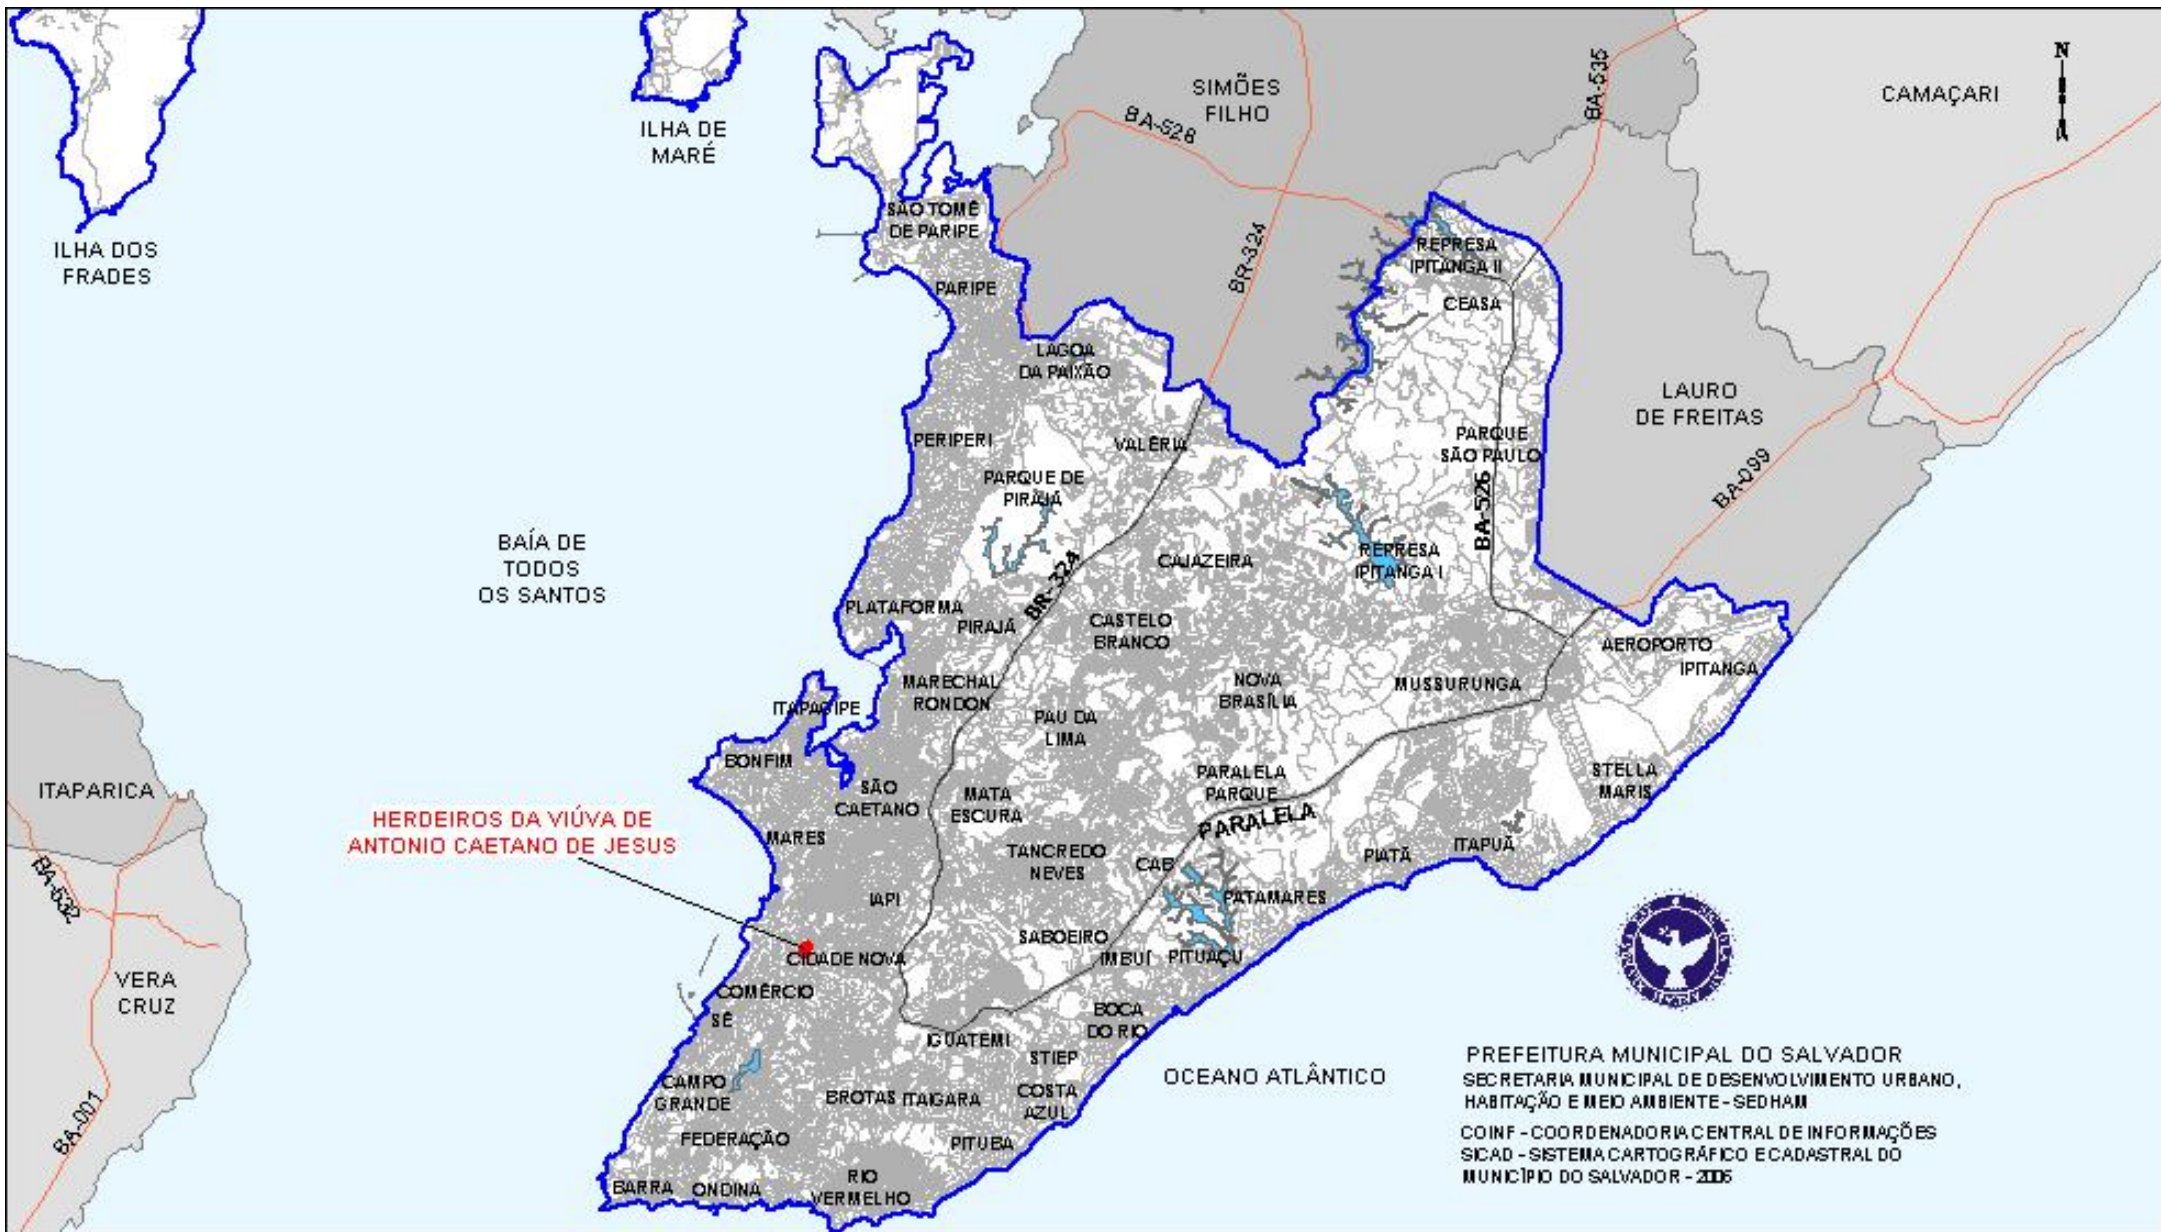 N
SIMÕES
FILHO
CAMAÇARI
BA-535
BA-528
ILHA DE
MARÉ
ILHA DOS
FRADES
SÃO TOMÉ
DE PARIPE
BR-324
REPRESA
IPITANGA II
CEASA
PARIPE
LAGOA
DA PAIXÃO
LAURO
DE FREITAS
PERIPERI
VALÉRIA
PARQUE
SÃO PAULO
PARQUE DE
PIRAJÁ
BA-099
BA-526
BAÍA DE
TODOS
OS SANTOS
CAJAZEIRA
REPRESA
IPITANGA I
BR-324
PLATAFORMA
PIRAJÁ
CASTELO
BRANCO
AEROPORTO
IPITANGA
MARECHAL
RONDON
NOVA
BRASÍLIA
MUSSURUNGA
ITAPAGIPE
PAU DA
LIMA
BONFIM
SÃO
CAETANO
MATA
ESCURA
PARALELA
PARQUE
STELLA
MARIS
ITAPARICA
PARALELA
HERDEIROS DA VIÚVA DE
ANTONIO CAETANO DE JESUS
MARES
TANCREDO
NEVES
CAB
PIATÃ
ITAPUÃ
BA-532
IAPI
PATAMARES
SABOEIRO
CIDADE NOVA
IMBUÍ
PITUAÇU
VERA
CRUZ
COMÉRCIO
SÉ
BOCA
DO RIO
IGUATEMI
STIEP
OCEANO ATLÂNTICO
CAMPO
GRANDE
BROTAS
ITAIGARA
COSTA
AZUL
BA-001
FEDERAÇÃO
PITUBA
BARRA
ONDINA
RIO
VERMELHO
PREFEITURA MUNICIPAL DO SALVADOR
SECRETARIA MUNICIPAL DE DESENVOLVIMENTO URBANO,
HABITAÇÃO E MEIO AMBIENTE - SEDHAM
COINF - COORDENADORIA CENTRAL DE INFORMAÇÕES
SICAD - SISTEMA CARTOGRÁFICO E CADASTRAL DO
MUNICÍPIO DO SALVADOR - 2006